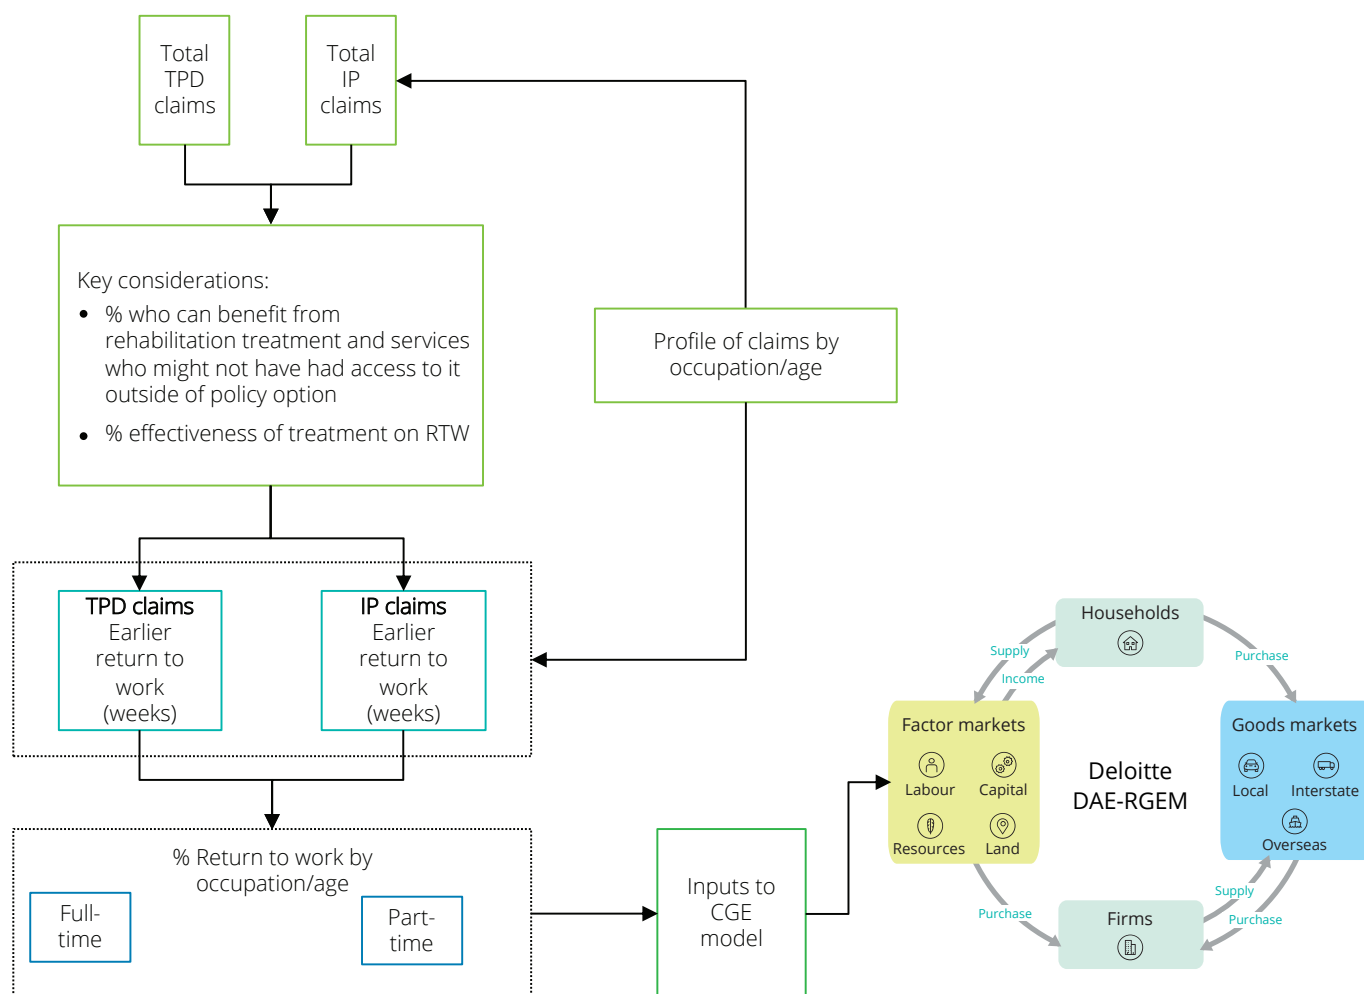 Total
TPD
claims
Total
IP
claims
Key considerations:
• % who can benefit from
rehabilitation treatment and services
who might not have had access to it
outside of policy option
• % effectiveness of treatment on RTW
Profile of claims by
occupation/age
TPD claims
Earlier
return to
work
(weeks)
IP claims
Earlier
return to
work
(weeks)
% Return to work by
occupation/age
Full-
time
Part-
time
Inputs to
CGE
model
Households
Supply
Income
Purchase
Factor markets
Labour
Capital
Resources
Land
Deloitte
DAE-RGEM
Goods markets
Local
Interstate
Overseas
Purchase
Supply
Purchase
Firms